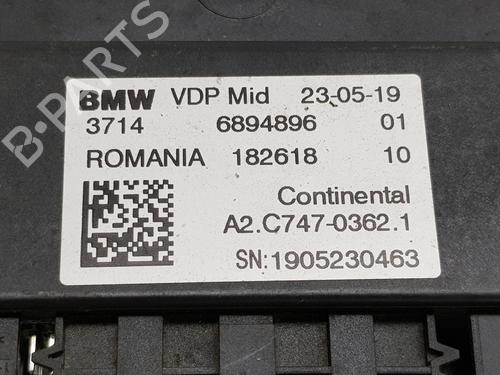 B-PARTS
BMW VDP Mid 23-05-19
3714 6894896 01
ROMANIA 182618 10
Continental
A2.C747-0362.1
SN:1905230463